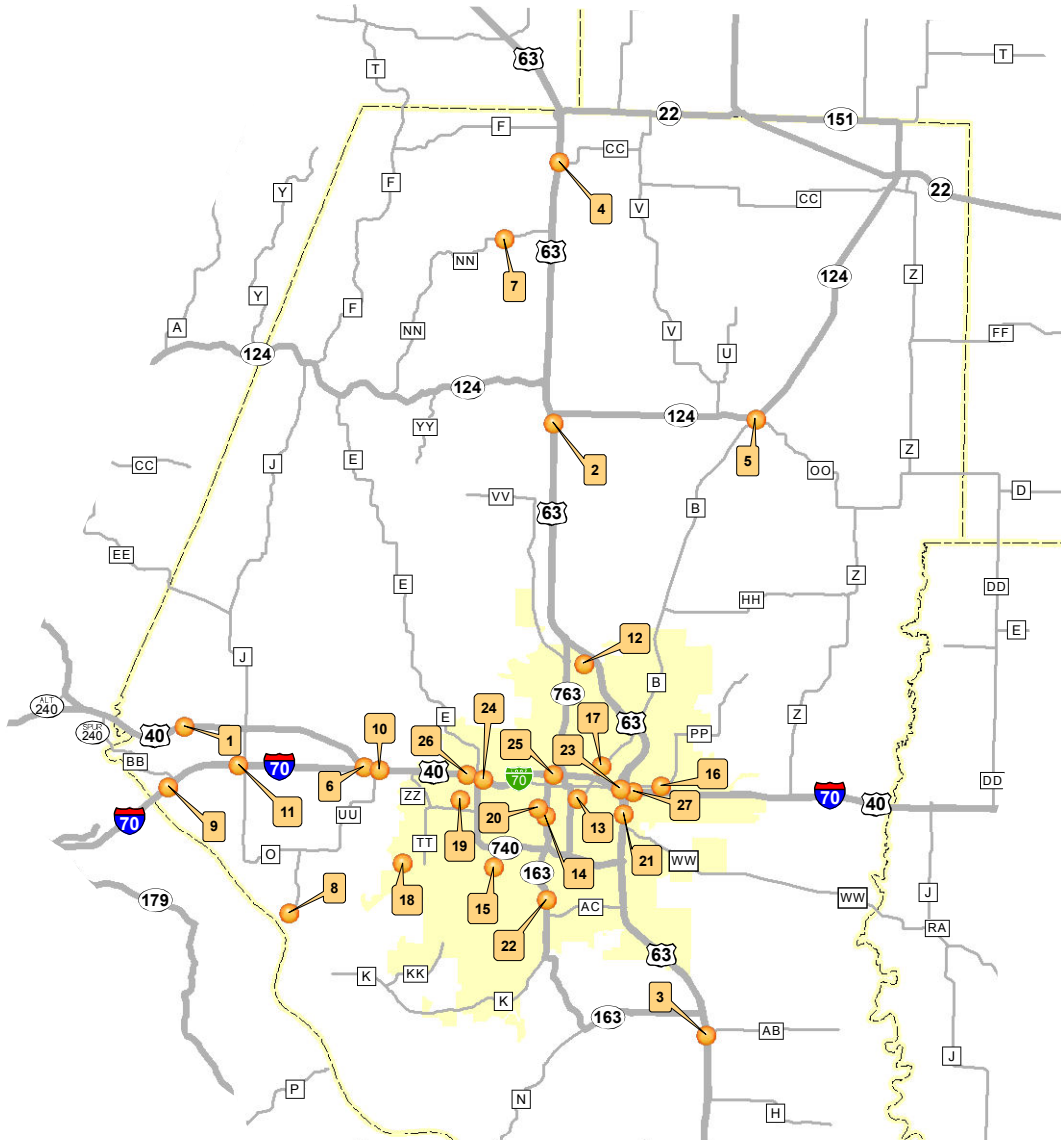 63
T
T
22
151
F
CC
F
CC
22
Y
4
V
63
NN
7
124
Z
Y
F
A
NN
V
U
FF
124
124
124
YY
2
5
Z
CC
J
E
OO
VV
B
D
63
EE
E
Z
DD
HH
E
12
J
B
ALT
240
763
SPUR
240
40
1
E
26
24
25
17
23
63
PP
Z
10
BB
70
6
40
70
16
DD
70
40
ZZ
9
11
UU
20
13
27
70
19
TT
740
14
21
O
163
WW
18
15
WW
J
179
8
AC
22
RA
63
K
KK
K
3
163
AB
J
P
N
H